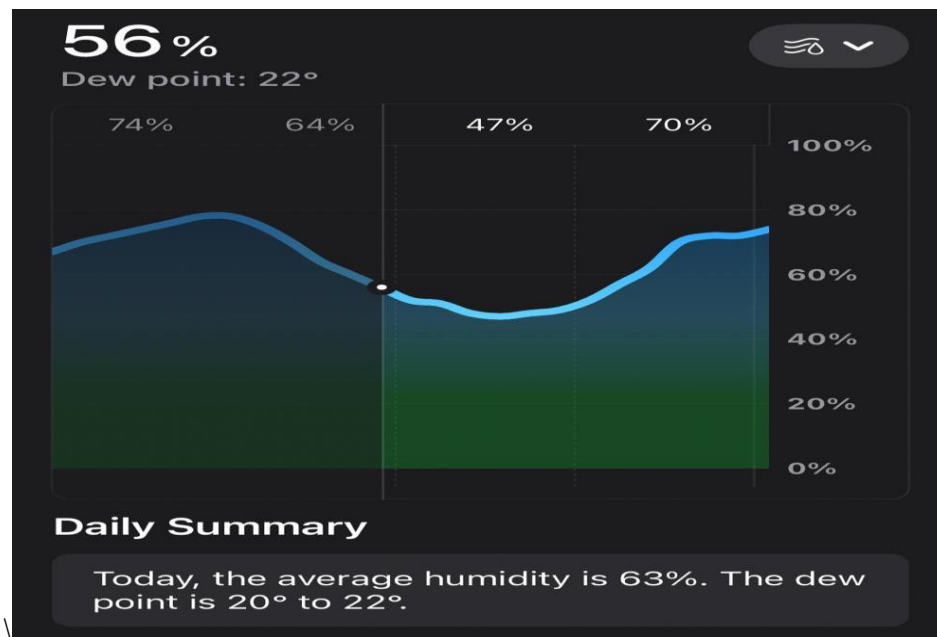 56%
Dew point: 22°
74% 64% 47% 70%
100%
80%
60%
40%
20%
0%
Daily Summary
Today, the average humidity is 63%. The dew
point is 20° to 22°.
\